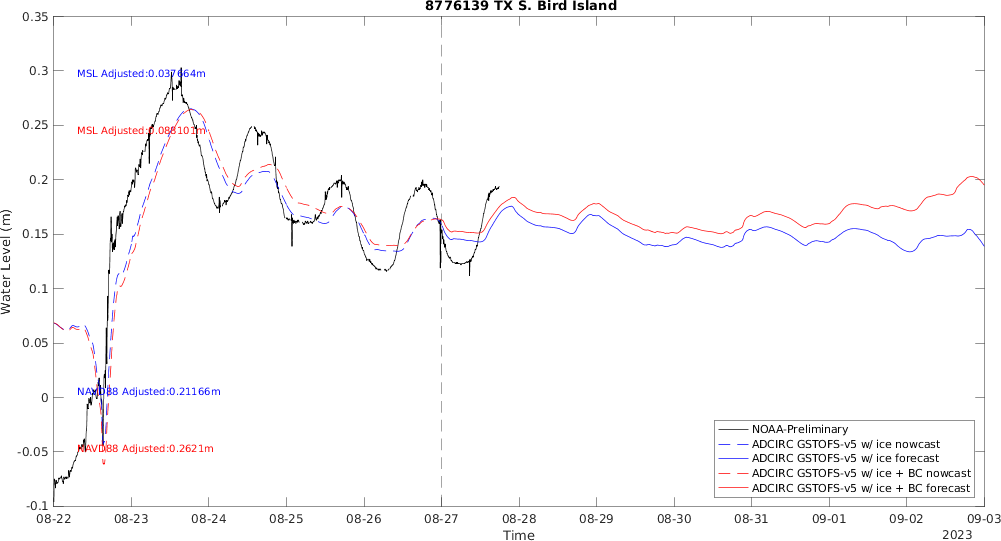 8776139 TX S. Bird Island
0.35
0.3
0.25
0.2
0.15
0.1
0.05
0
-0.05
-0.1
Water Level (m)
MSL Adjusted:0.037664m
MSL Adjusted:0.088101m
NAVD88 Adjusted:0.21166m
NAVD88 Adjusted:0.2621m
NOAA-Preliminary
ADCIRC GSTOFS-v5 w/ ice nowcast
ADCIRC GSTOFS-v5 w/ ice forecast
ADCIRC GSTOFS-v5 w/ ice + BC nowcast
ADCIRC GSTOFS-v5 w/ ice + BC forecast
08-22 08-23 08-24 08-25 08-26 08-27 08-28 08-29 08-30 08-31 09-01 09-02 09-03
Time
2023